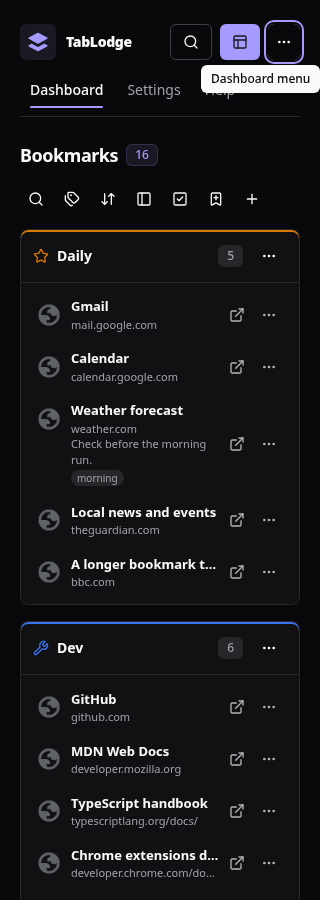 TabLodge
Dashboard menu
Dashboard
Settings
Help
Bookmarks 16
Daily 5
Gmail
mail.google.com
Calendar
calendar.google.com
Weather forecast
weather.com
Check before the morning
run.
morning
Local news and events
theguardian.com
A longer bookmark t...
bbc.com
Dev 6
GitHub
github.com
MDN Web Docs
developer.mozilla.org
TypeScript handbook
typescriptlang.org/docs/
Chrome extensions d...
developer.chrome.com/do...